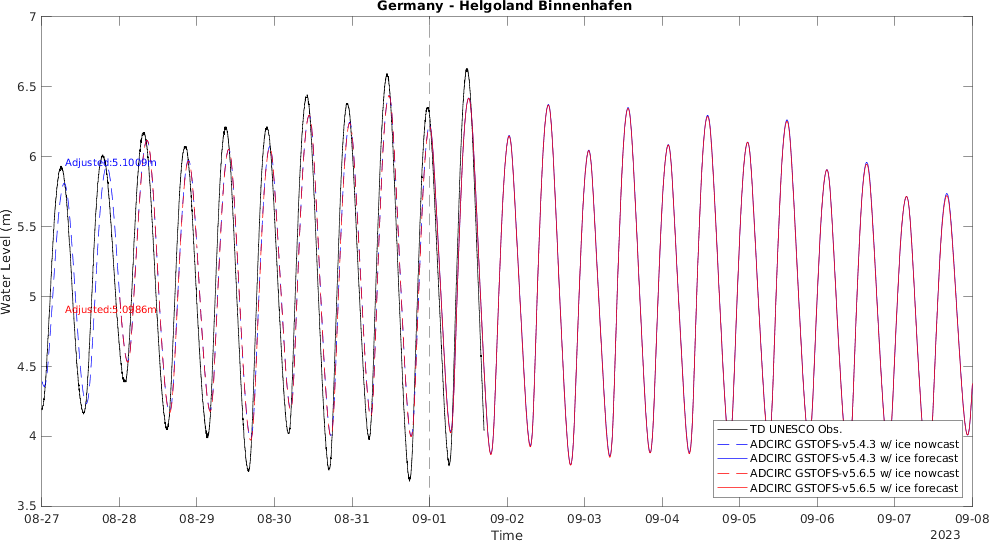 Germany - Helgoland Binnenhafen
7
6.5
6
5.5
5
4.5
4
3.5
Water Level (m)
Adjusted:5.1009m
Adjusted:5.0986m
TD UNESCO Obs.
ADCIRC GSTOFS-v5.4.3 w/ ice nowcast
ADCIRC GSTOFS-v5.4.3 w/ ice forecast
ADCIRC GSTOFS-v5.6.5 w/ ice nowcast
ADCIRC GSTOFS-v5.6.5 w/ ice forecast
08-27 08-28 08-29 08-30 08-31 09-01 09-02 09-03 09-04 09-05 09-06 09-07 09-08
Time
2023